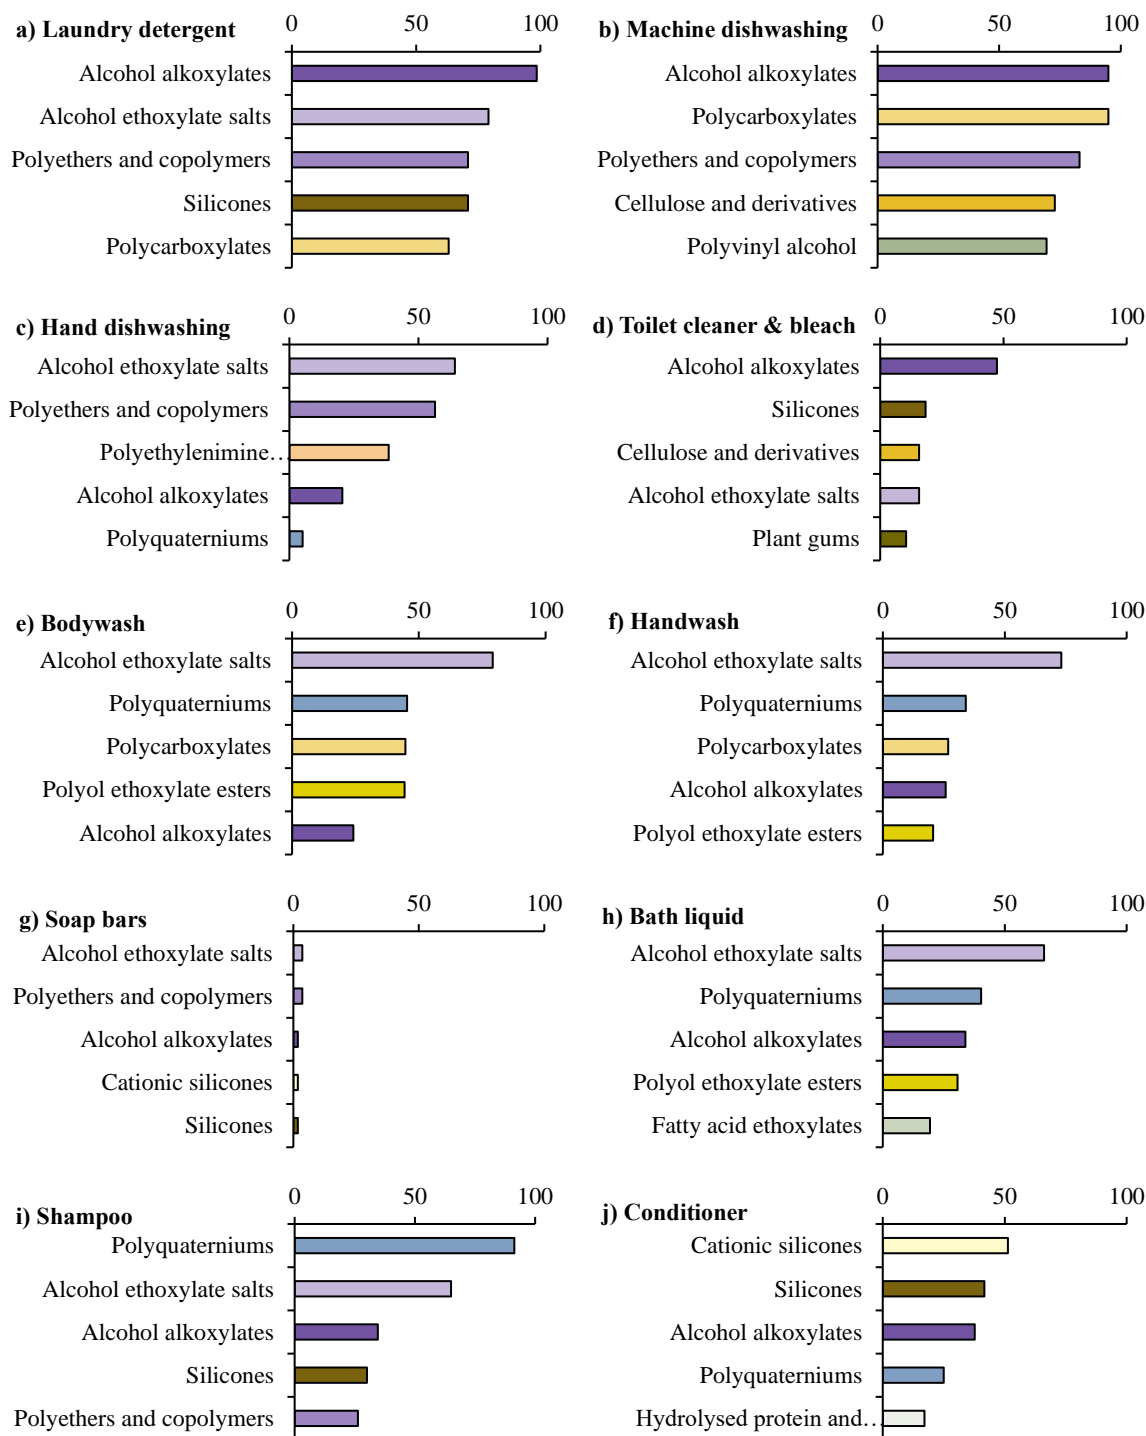 a) Laundry detergent
0 50 100
Alcohol alkoxylates
Alcohol ethoxylate salts
Polyethers and copolymers
Silicones
Polycarboxylates
b) Machine dishwashing
0 50 100
Alcohol alkoxylates
Polycarboxylates
Polyethers and copolymers
Cellulose and derivatives
Polyvinyl alcohol
c) Hand dishwashing
0 50 100
Alcohol ethoxylate salts
Polyethers and copolymers
Polyethylenimine…
Alcohol alkoxylates
Polyquaterniums
d) Toilet cleaner & bleach
0 50 100
Alcohol alkoxylates
Silicones
Cellulose and derivatives
Alcohol ethoxylate salts
Plant gums
e) Bodywash
0 50 100
Alcohol ethoxylate salts
Polyquaterniums
Polycarboxylates
Polyol ethoxylate esters
Alcohol alkoxylates
f) Handwash
0 50 100
Alcohol ethoxylate salts
Polyquaterniums
Polycarboxylates
Alcohol alkoxylates
Polyol ethoxylate esters
g) Soap bars
0 50 100
Alcohol ethoxylate salts
Polyethers and copolymers
Alcohol alkoxylates
Cationic silicones
Silicones
h) Bath liquid
0 50 100
Alcohol ethoxylate salts
Polyquaterniums
Alcohol alkoxylates
Polyol ethoxylate esters
Fatty acid ethoxylates
i) Shampoo
0 50 100
Polyquaterniums
Alcohol ethoxylate salts
Alcohol alkoxylates
Silicones
Polyethers and copolymers
j) Conditioner
0 50 100
Cationic silicones
Silicones
Alcohol alkoxylates
Polyquaterniums
Hydrolysed protein and…